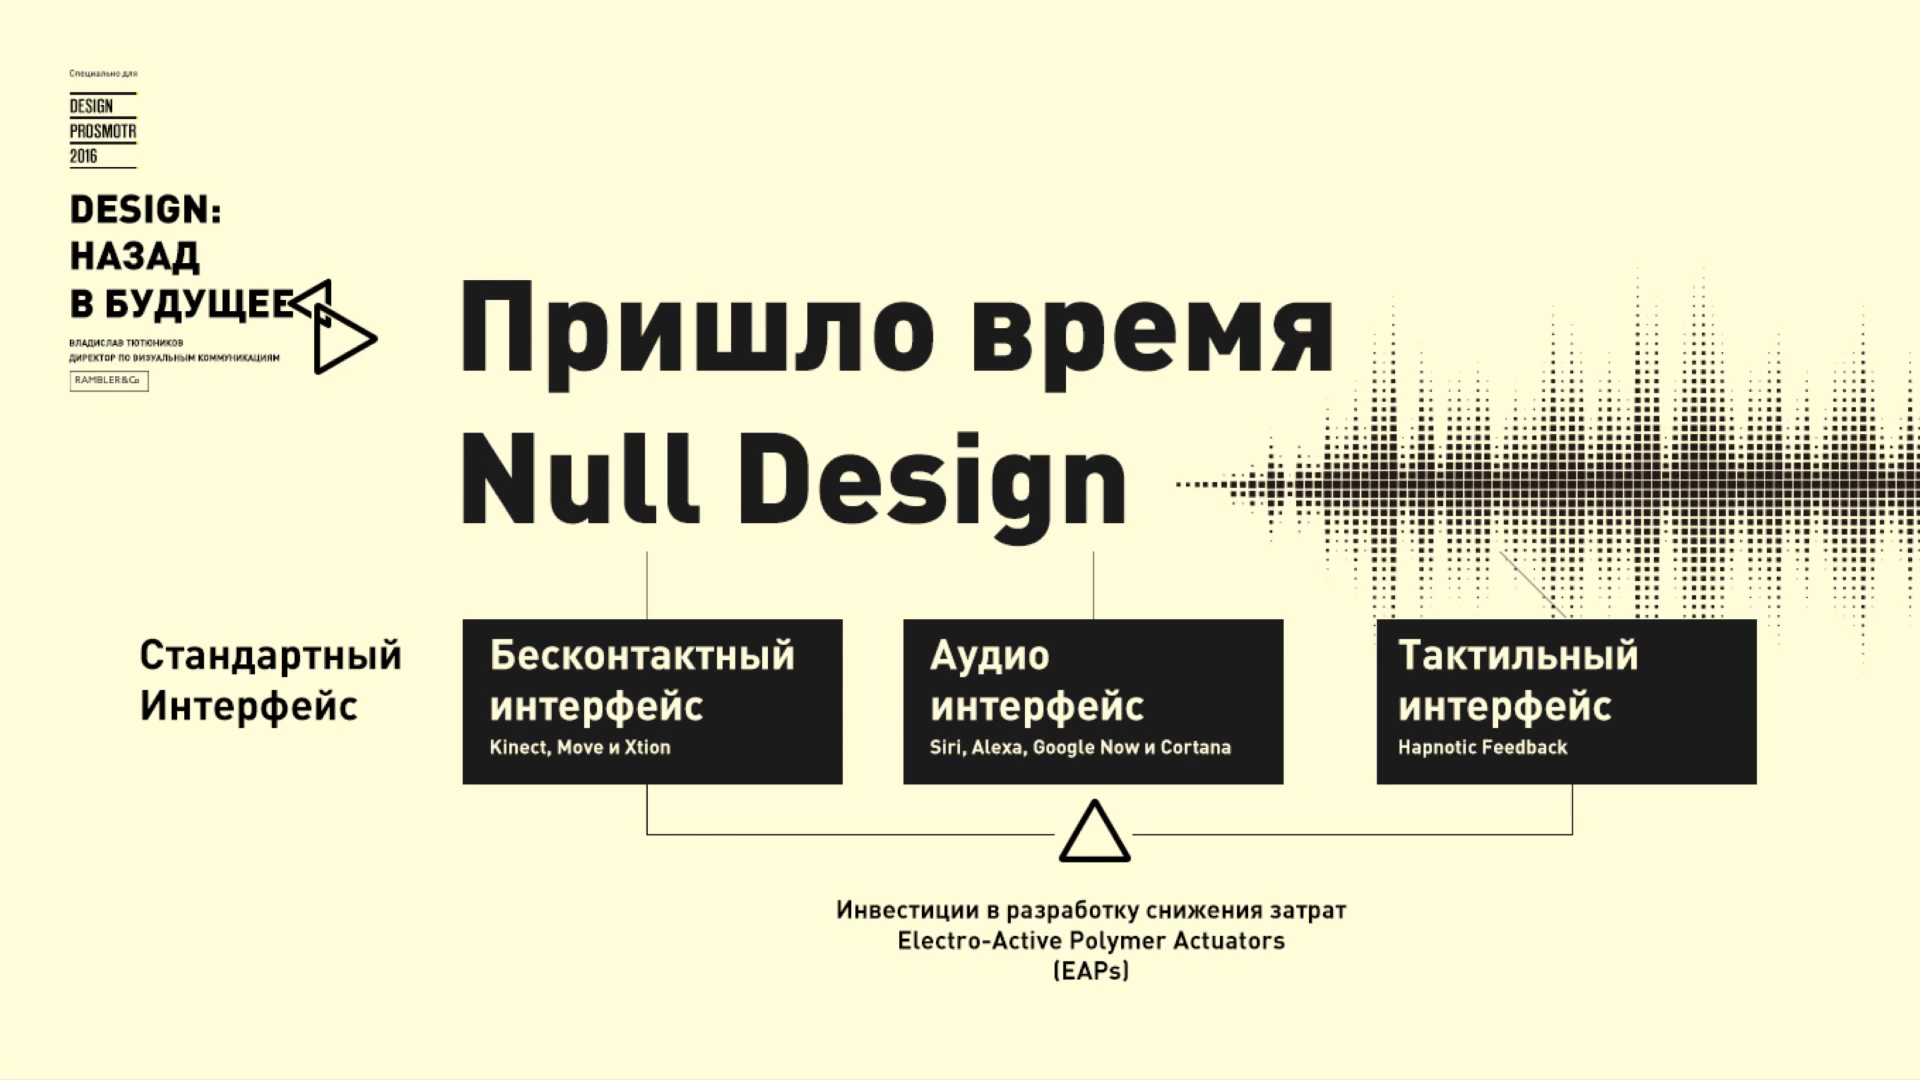 Специально для
DESIGN
PROSMOTR
2016
DESIGN:
НАЗАД
В БУДУЩЕЕ
ВЛАДИСЛАВ ТЮТЮНИКОВ
ДИРЕКТОР ПО ВИЗУАЛЬНЫМ КОММУНИКАЦИЯМ
RAMBLER&Co
Пришло время
Null Design
Стандартный
Интерфейс
Бесконтактный
интерфейс
Kinect, Move и Xtion
Аудио
интерфейс
Siri, Alexa, Google Now и Cortana
Тактильный
интерфейс
Hapnotic Feedback
Инвестиции в разработку снижения затрат
Electro-Active Polymer Actuators
(EAPs)